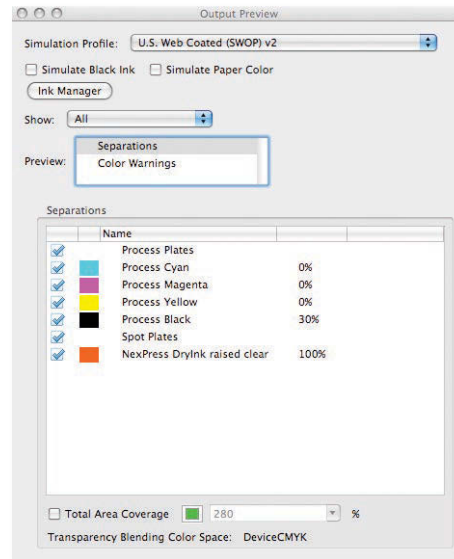 Output Preview
Simulation Profile: U.S. Web Coated (SWOP) v2
Simulate Black Ink Simulate Paper Color
Ink Manager
Show: All
Separations
Preview: Color Warnings
Separations
Name
Process Plates
Process Cyan 0%
Process Magenta 0%
Process Yellow 0%
Process Black 30%
Spot Plates
NexPress DryInk raised clear 100%
Total Area Coverage 280 %
Transparency Blending Color Space: DeviceCMYK